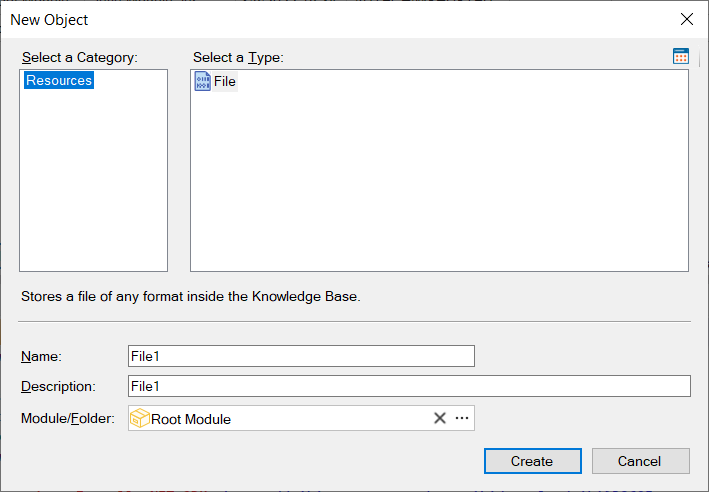 New Object
Select a Category:
Select a Type:
Resources
File
Stores a file of any format inside the Knowledge Base.
Name:
File1
Description:
File1
Module/Folder:
Root Module
Create
Cancel